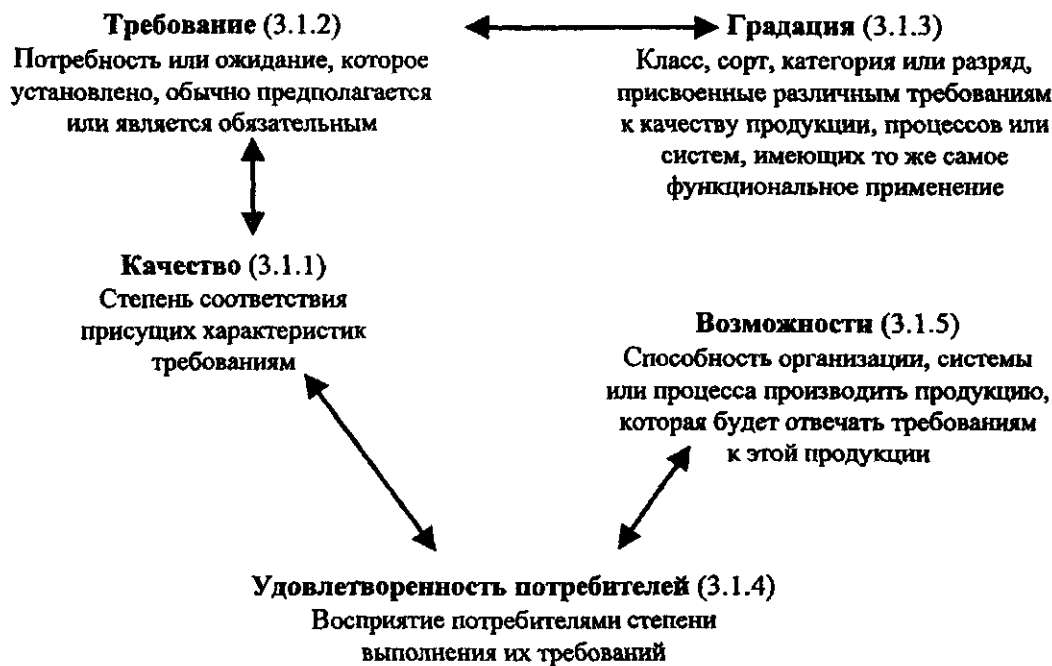 Требование (3.1.2)
Потребность или ожидание, которое
установлено, обычно предполагается
или является обязательным
Градация (3.1.3)
Класс, сорт, категория или разряд,
присвоенные различным требованиям
к качеству продукции, процессов или
систем, имеющих то же самое
функциональное применение
Качество (3.1.1)
Степень соответствия
присущих характеристик
требованиям
Возможности (3.1.5)
Способность организации, системы
или процесса производить продукцию,
которая будет отвечать требованиям
к этой продукции
Удовлетворенность потребителей (3.1.4)
Восприятие потребителями степени
выполнения их требований